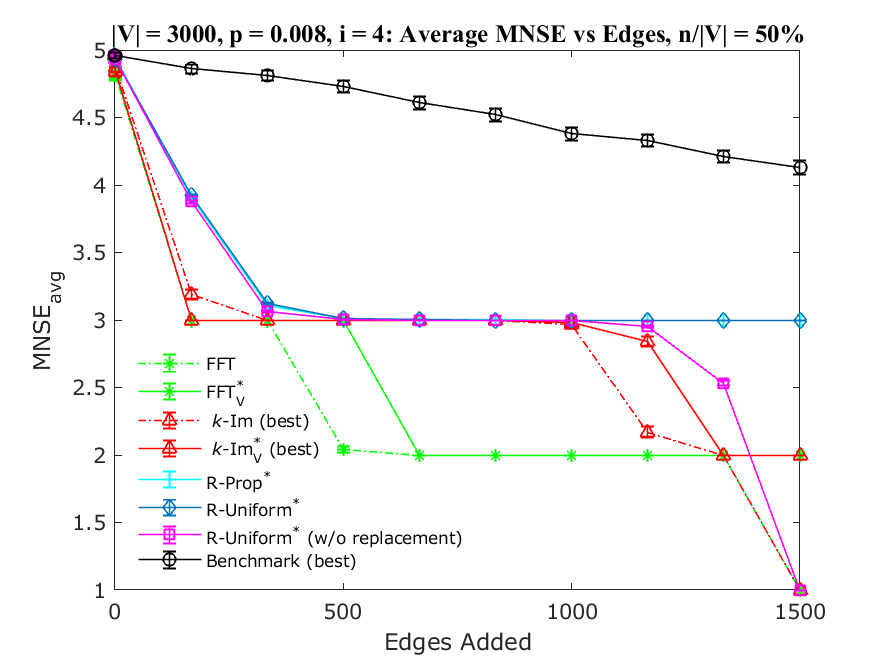 |V| = 3000, p = 0.008, i = 4: Average MNSE vs Edges, n/|V| = 50%
5
4.5
4
3.5
3
2.5
2
1.5
1
MNSE_avg
FFT
FFT*_V
k-Im (best)
k-Im*_V (best)
R-Prop*
R-Uniform*
R-Uniform* (w/o replacement)
Benchmark (best)
0 500 1000 1500
Edges Added